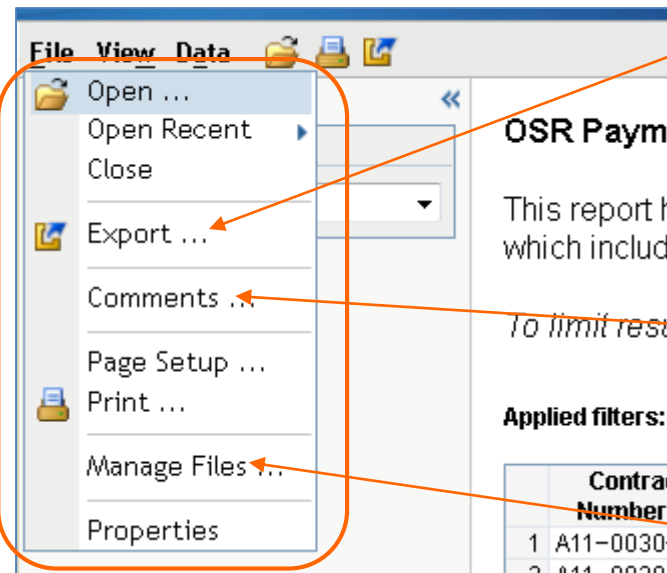 File View Data
Open ...
Open Recent
Close
Export ...
Comments ...
Page Setup ...
Print ...
Manage Files ...
Properties
«
OSR Paym
This report h
which includ
To limit resu
Applied filters:
Contrac
Number
1 A11-0030-